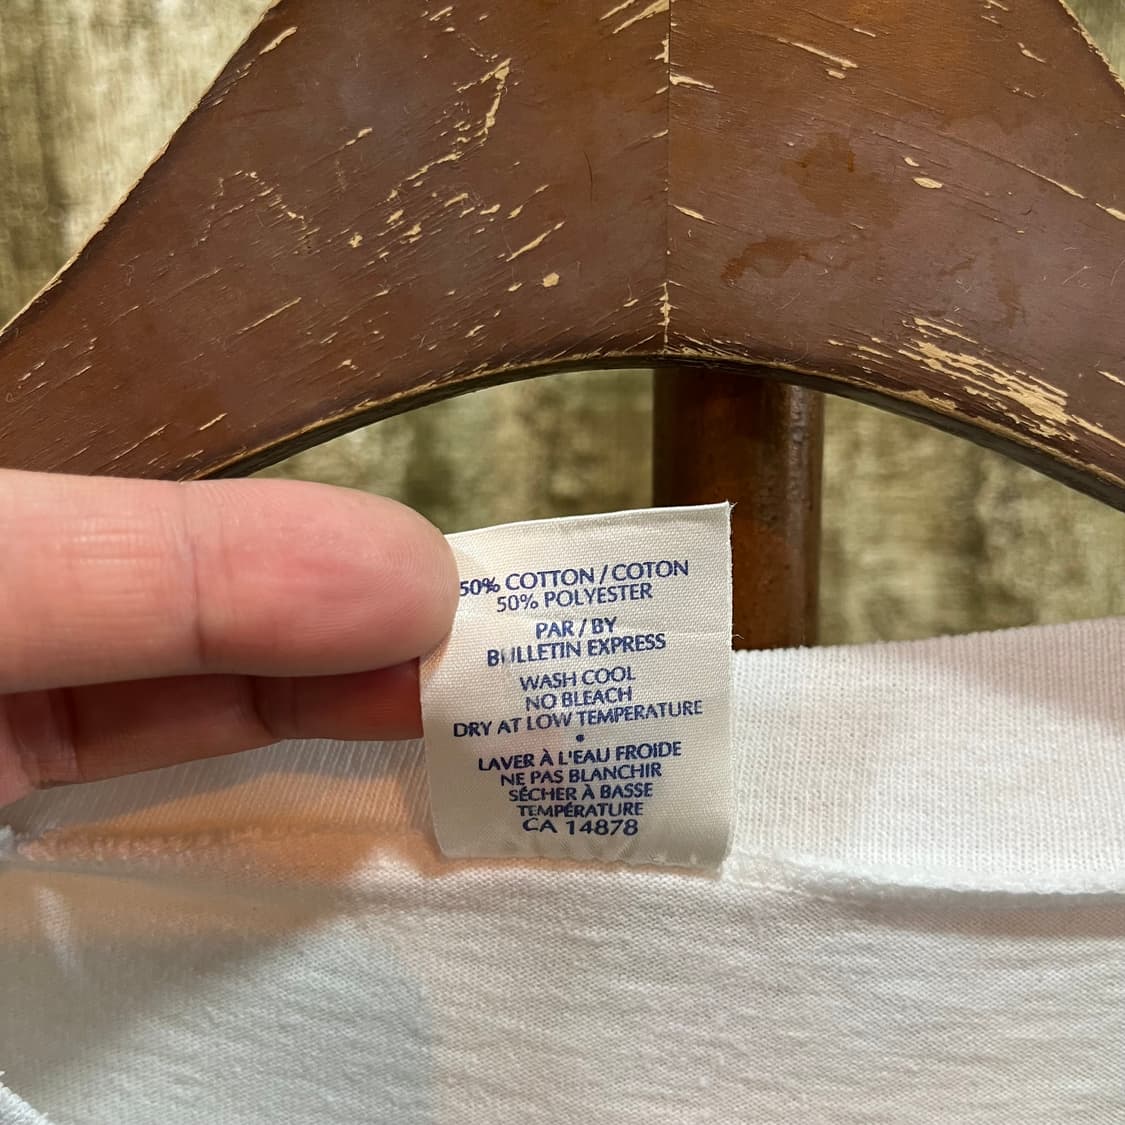 50% COTTON / COTON
50% POLYESTER
PAR / BY
BULLETIN EXPRESS
WASH COOL
NO BLEACH
DRY AT LOW TEMPERATURE
•
LAVER À L'EAU FROIDE
NE PAS BLANCHIR
SÉCHER À BASSE
TEMPÉRATURE
CA 14878